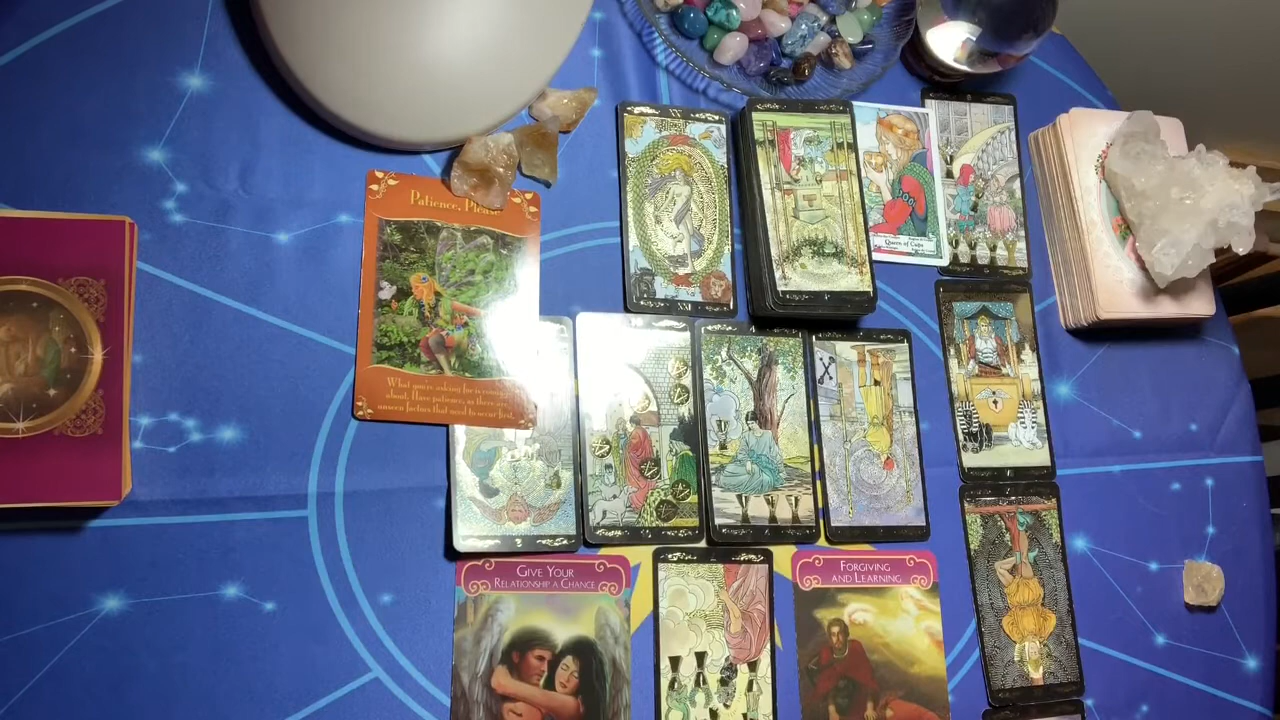 Patience, Please
What you're asking for is coming
about. Have patience, as there are
unseen factors that need to occur first.
Queen of Cups
XXI
GIVE YOUR
RELATIONSHIP A CHANCE
FORGIVING
AND LEARNING